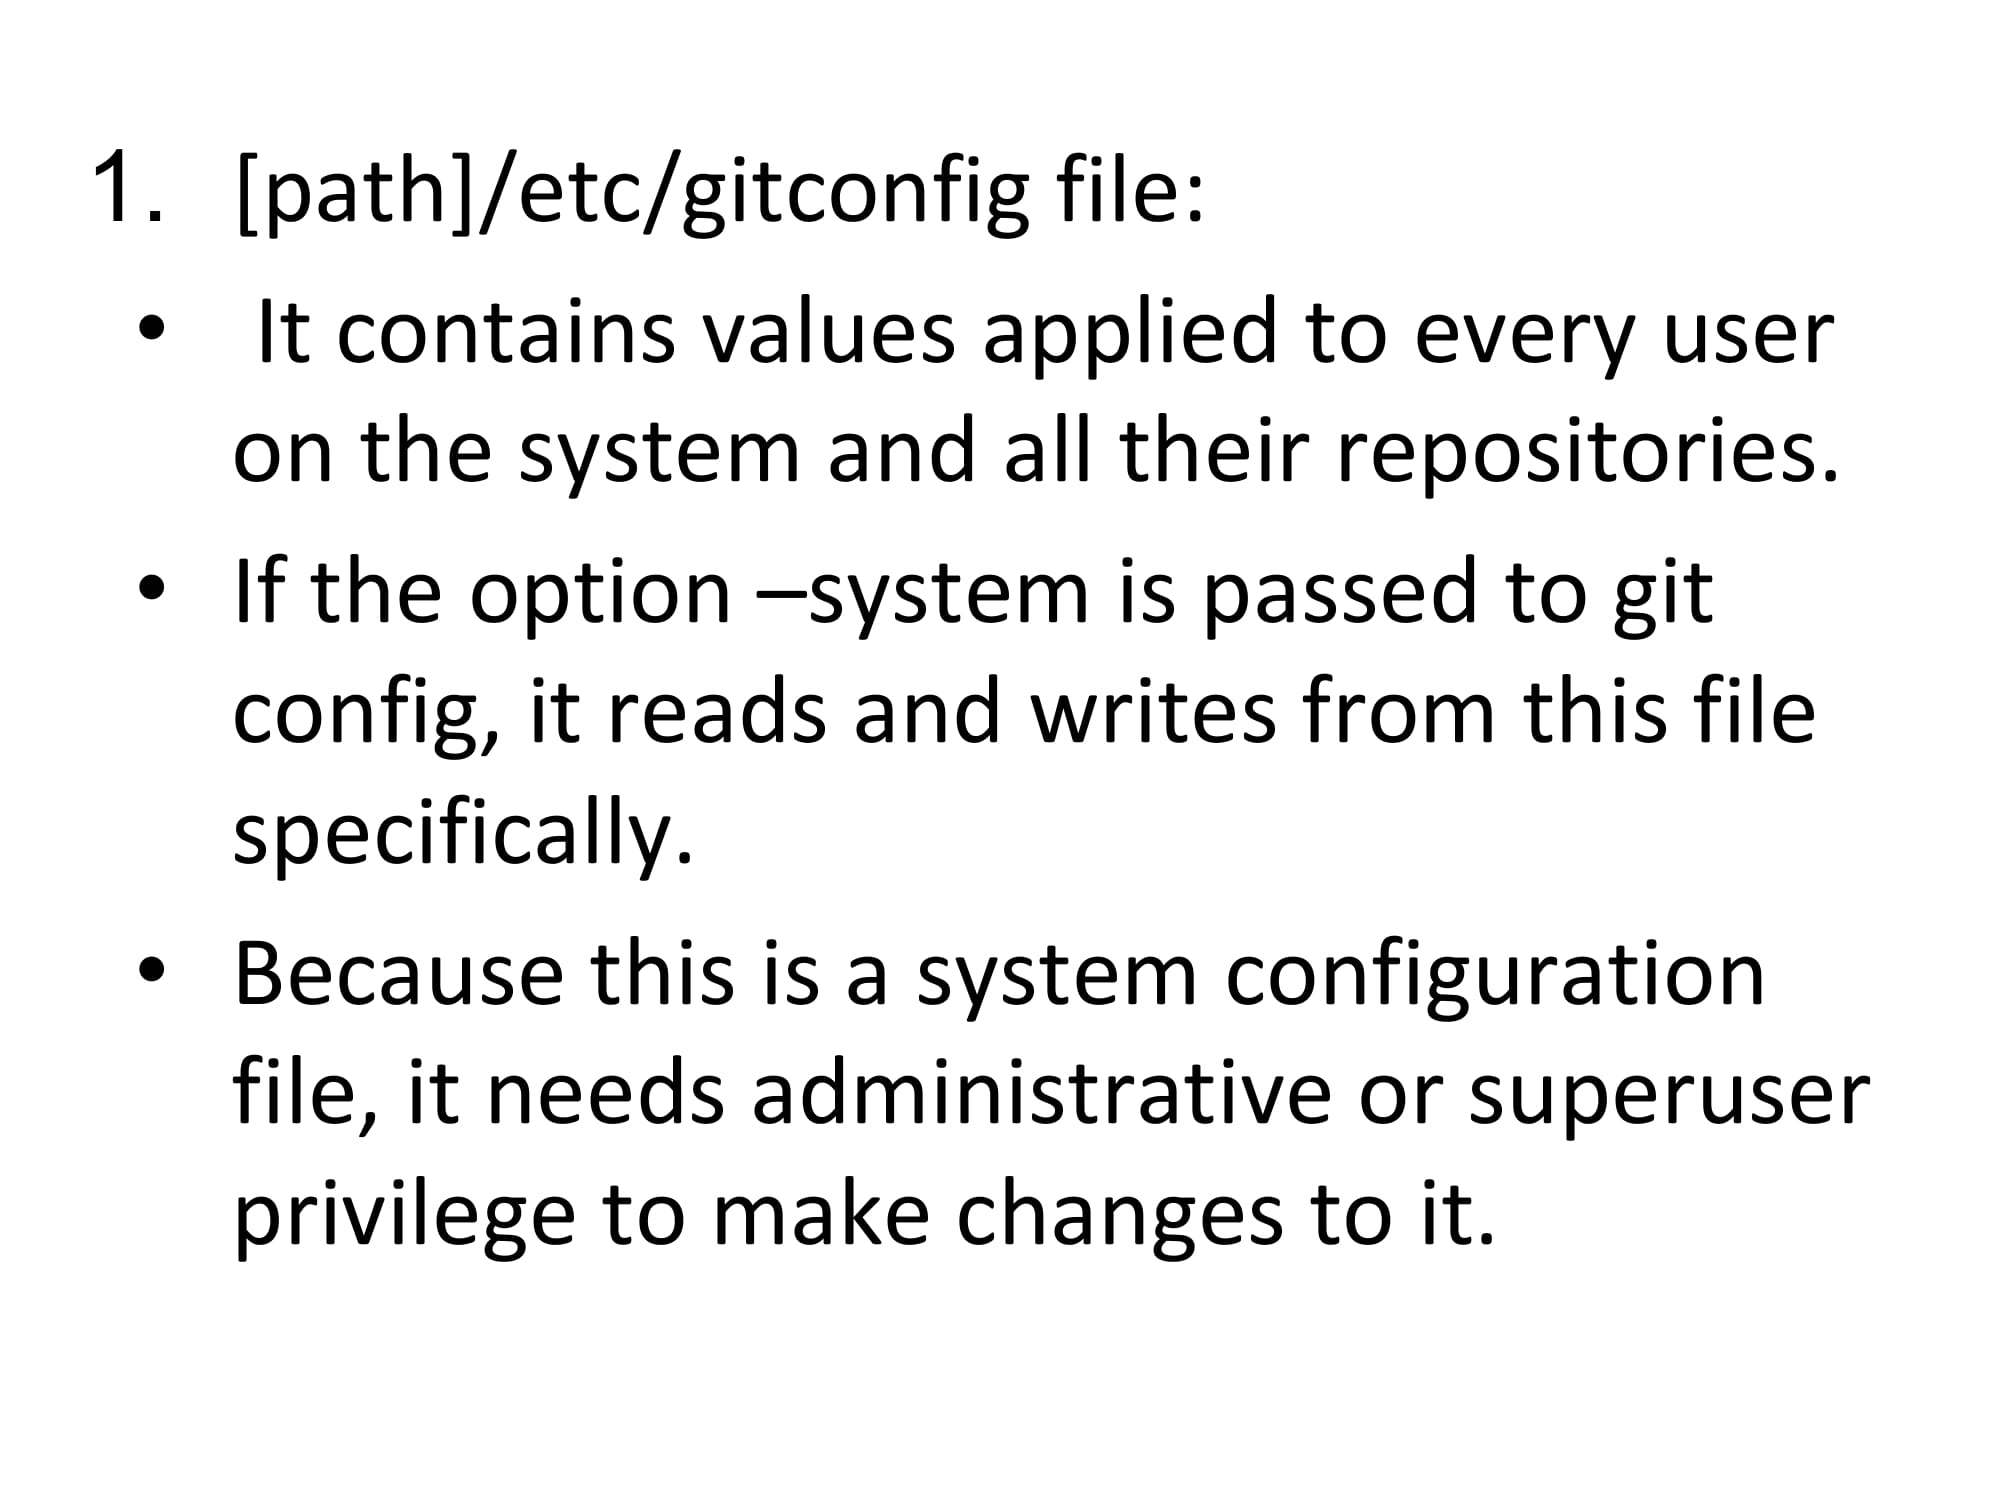 1. [path]/etc/gitconfig file:
• It contains values applied to every user
on the system and all their repositories.
• If the option –system is passed to git
config, it reads and writes from this file
specifically.
• Because this is a system configuration
file, it needs administrative or superuser
privilege to make changes to it.